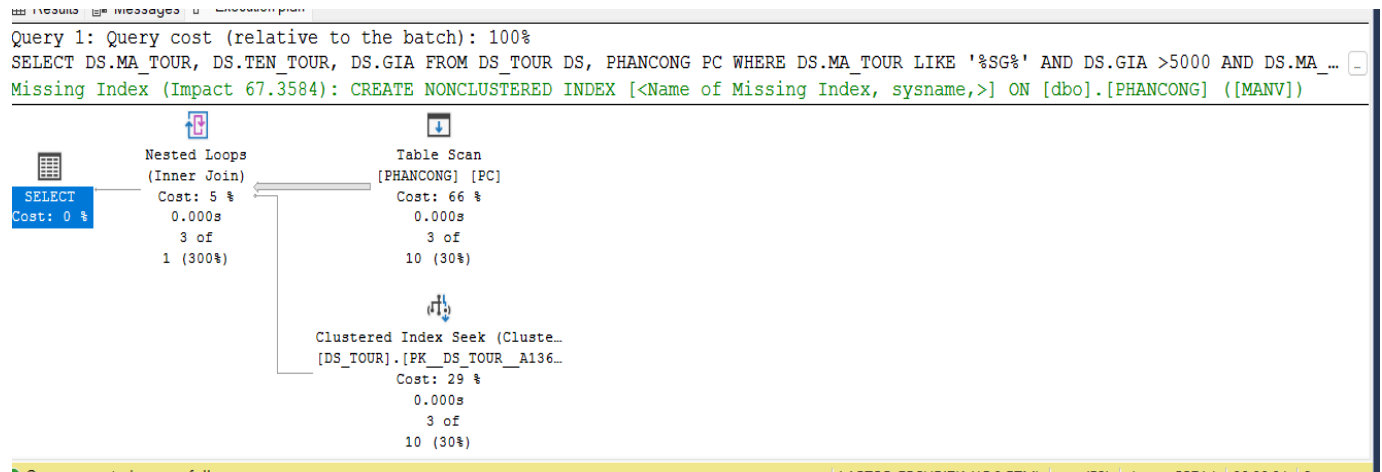 Results Messages Execution plan
Query 1: Query cost (relative to the batch): 100%
SELECT DS.MA_TOUR, DS.TEN_TOUR, DS.GIA FROM DS_TOUR DS, PHANCONG PC WHERE DS.MA_TOUR LIKE '%SG%' AND DS.GIA >5000 AND DS.MA_… 
Missing Index (Impact 67.3584): CREATE NONCLUSTERED INDEX [<Name of Missing Index, sysname,>] ON [dbo].[PHANCONG] ([MANV])
SELECT
Cost: 0 %
Nested Loops
(Inner Join)
Cost: 5 %
0.000s
3 of
1 (300%)
Table Scan
[PHANCONG] [PC]
Cost: 66 %
0.000s
3 of
10 (30%)
Clustered Index Seek (Cluste…
[DS_TOUR].[PK__DS_TOUR__A136…
Cost: 29 %
0.000s
3 of
10 (30%)